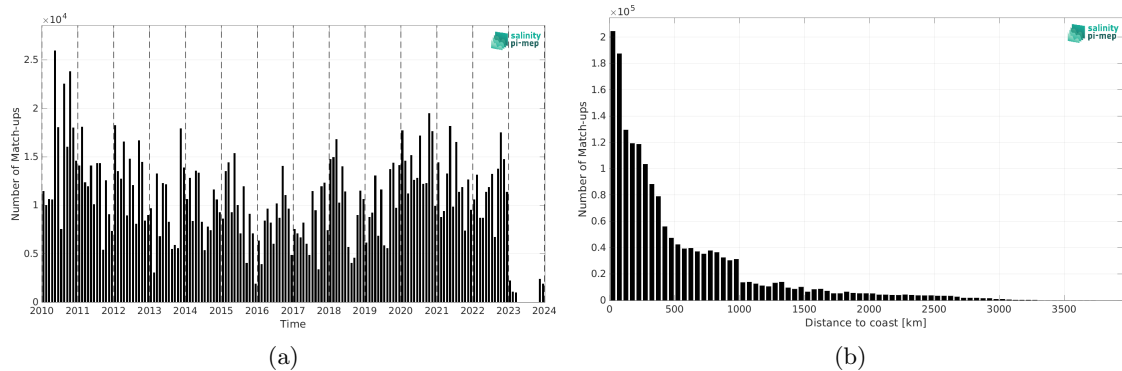 ×10⁴
salinity
pi-mep
2.5
2
1.5
1
0.5
0
Number of Match-ups
2010 2011 2012 2013 2014 2015 2016 2017 2018 2019 2020 2021 2022 2023 2024
Time
(a)
×10⁵
salinity
pi-mep
2
1.8
1.6
1.4
1.2
1
0.8
0.6
0.4
0.2
0
Number of Match-ups
0 500 1000 1500 2000 2500 3000 3500
Distance to coast [km]
(b)